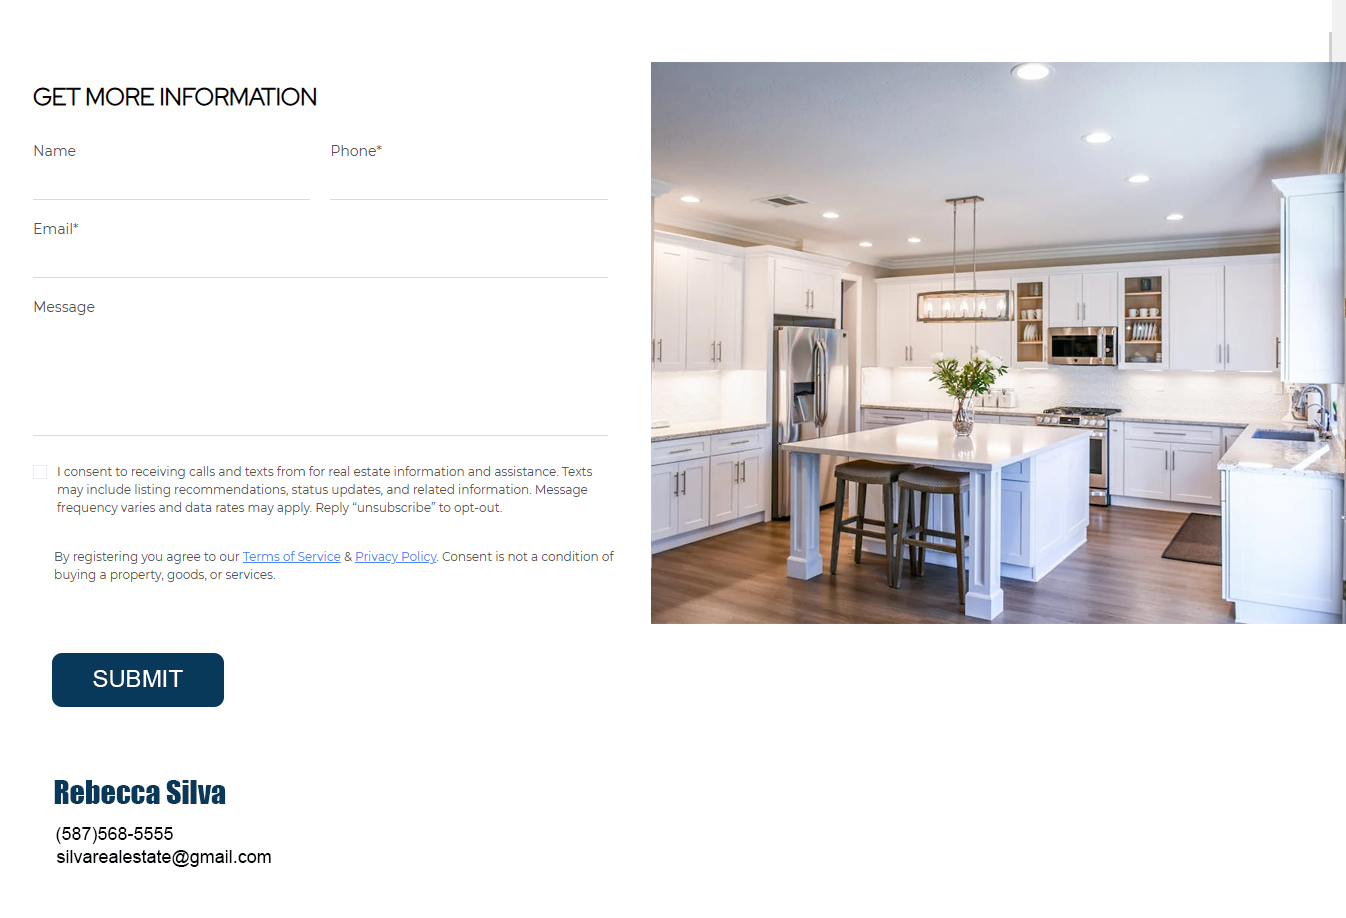 GET MORE INFORMATION
Name
Phone*
Email*
Message
I consent to receiving calls and texts from for real estate information and assistance. Texts
may include listing recommendations, status updates, and related information. Message
frequency varies and data rates may apply. Reply “unsubscribe” to opt-out.
By registering you agree to our Terms of Service & Privacy Policy. Consent is not a condition of
buying a property, goods, or services.
SUBMIT
Rebecca Silva
(587)568-5555
silvarealestate@gmail.com